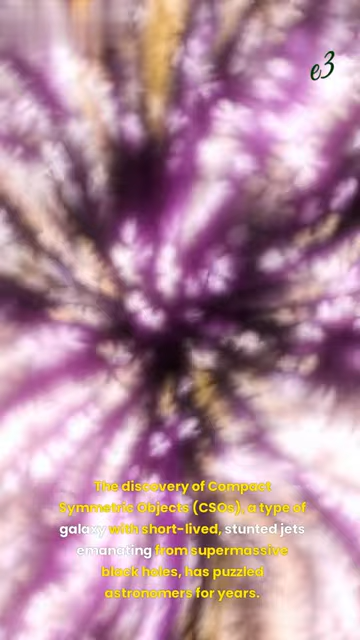 e3
The discovery of Compact
Symmetric Objects (CSOs), a type of
galaxy with short-lived, stunted jets
emanating from supermassive
black holes, has puzzled
astronomers for years.